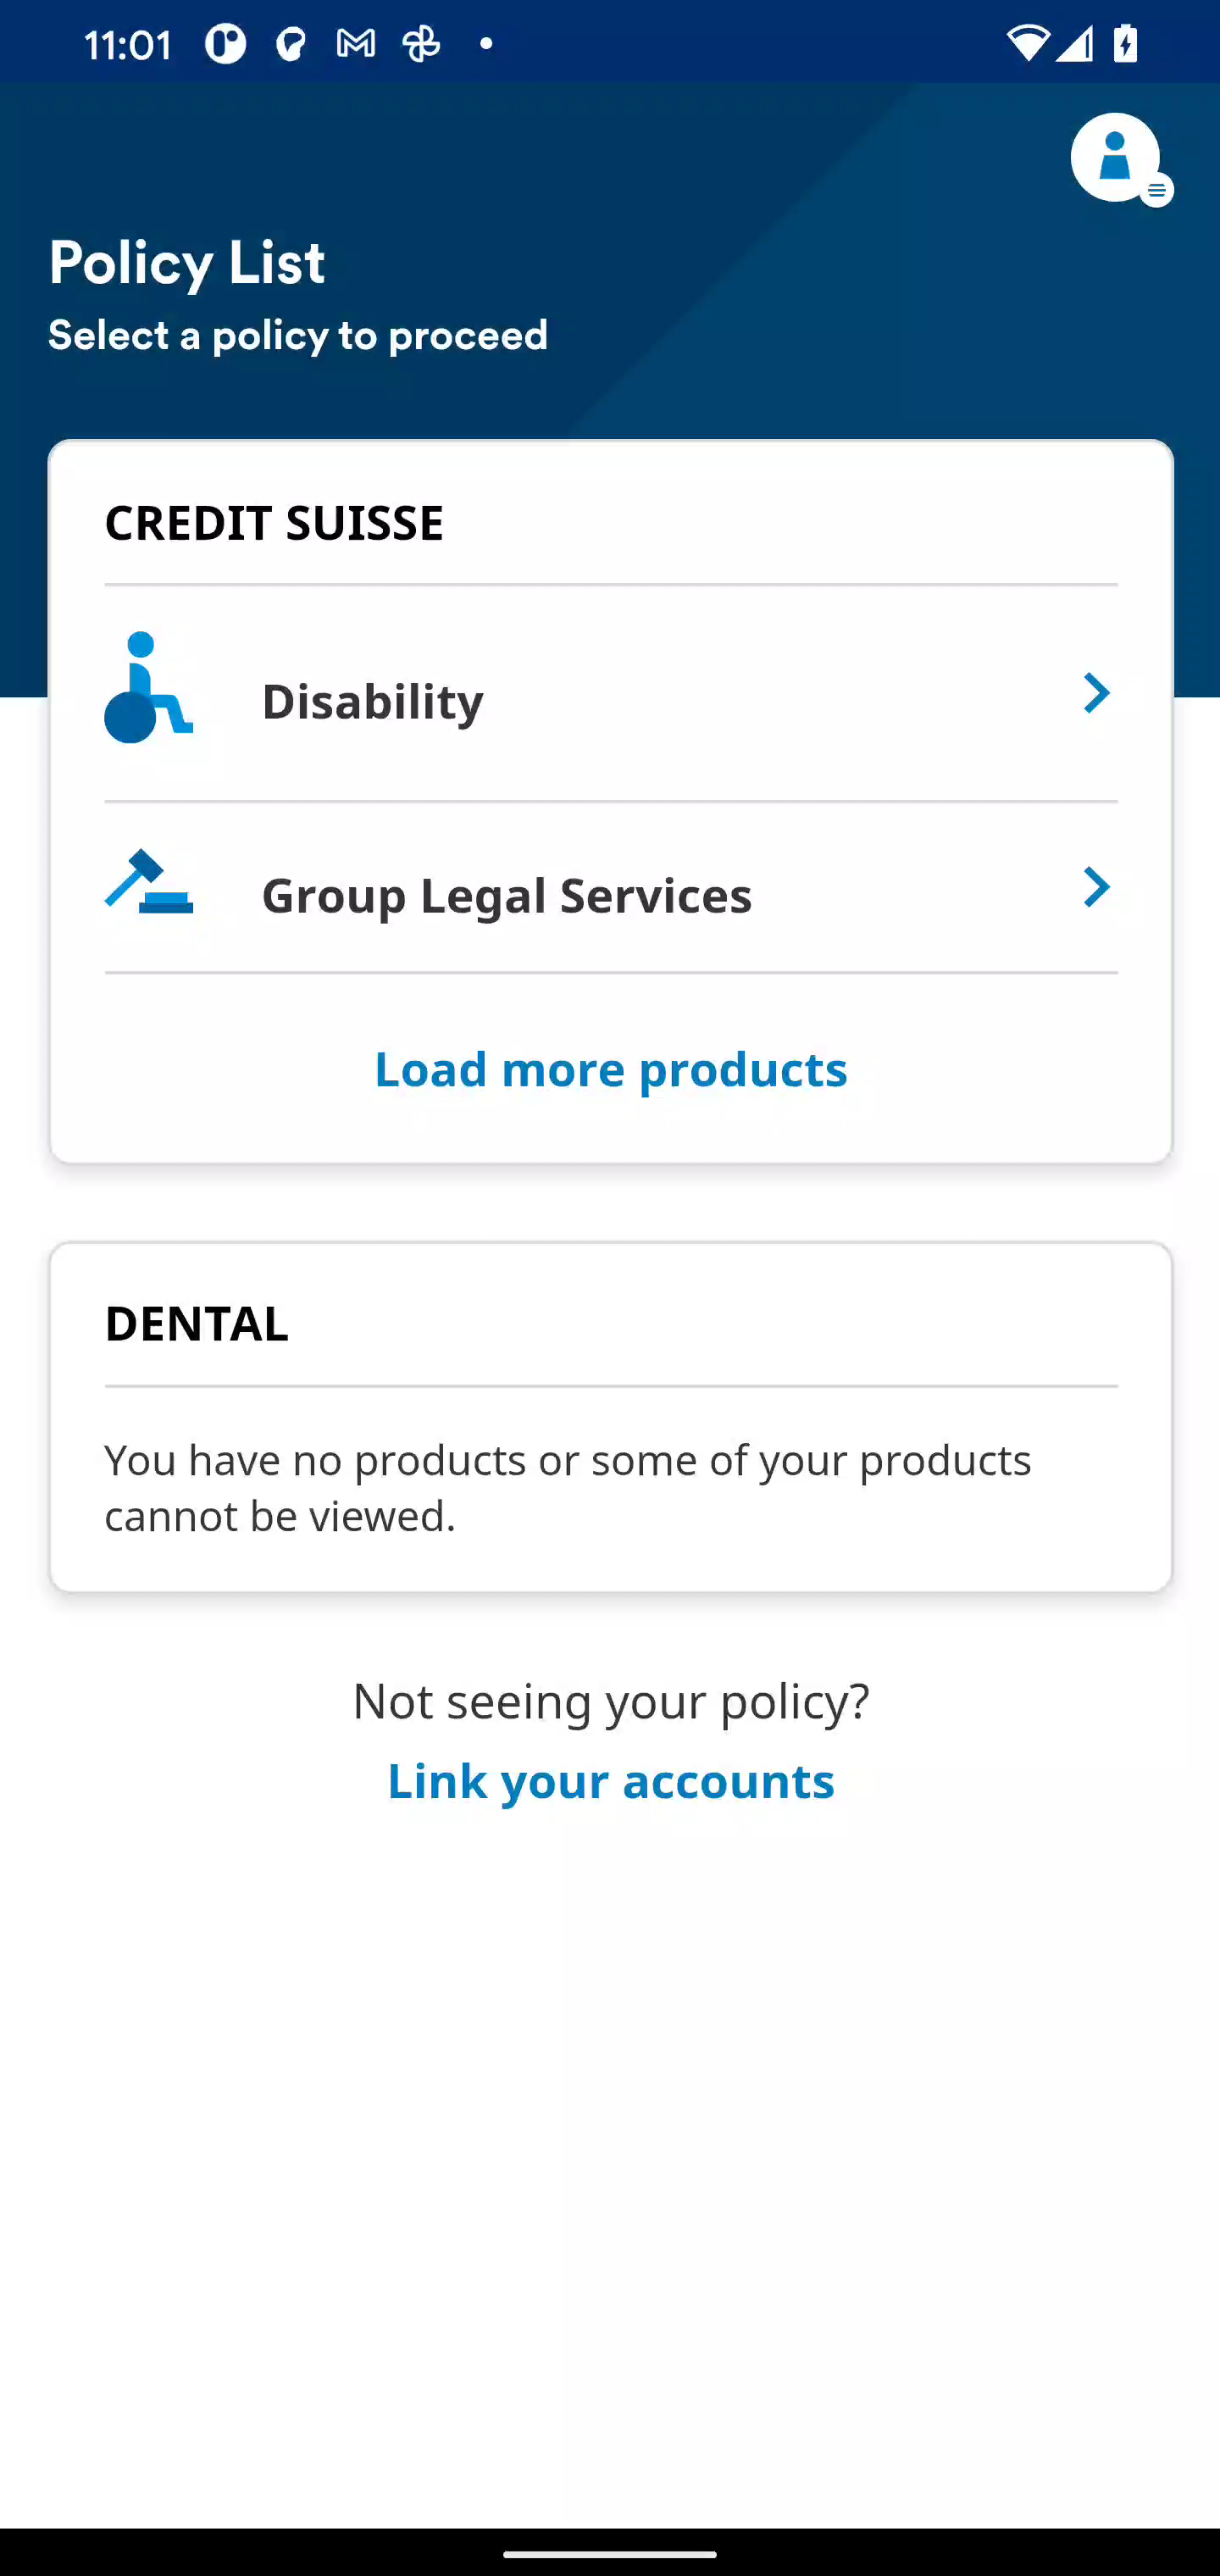 11:01
Policy List
Select a policy to proceed
CREDIT SUISSE
Disability
Group Legal Services
Load more products
DENTAL
You have no products or some of your products
cannot be viewed.
Not seeing your policy?
Link your accounts